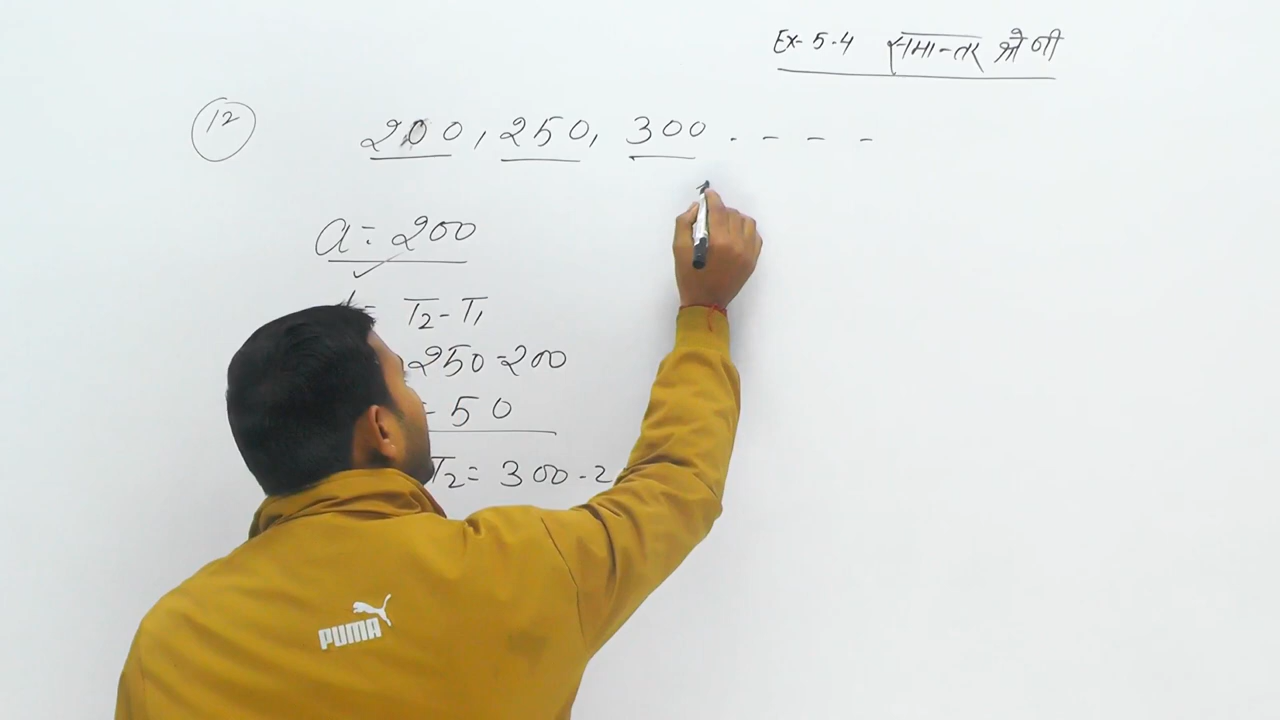 Ex- 5.4 समान्तर श्रेणी
12
200, 250, 300 . - - - -
a = 200
= T2 - T1
250 - 200
= 50
T2 = 300 - 2
PUMA